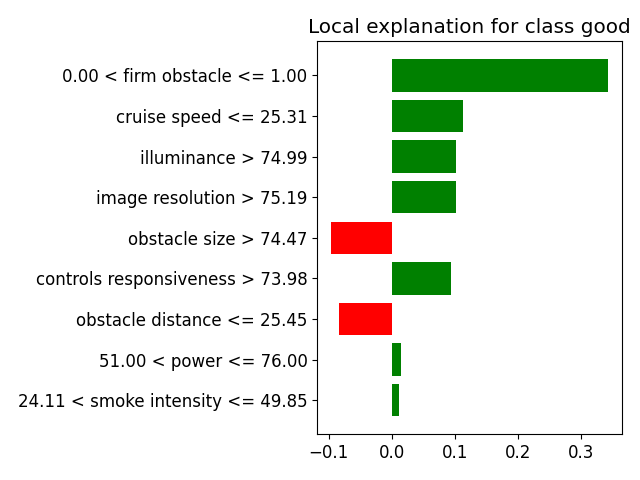 Local explanation for class good
0.00 < firm obstacle <= 1.00
cruise speed <= 25.31
illuminance > 74.99
image resolution > 75.19
obstacle size > 74.47
controls responsiveness > 73.98
obstacle distance <= 25.45
51.00 < power <= 76.00
24.11 < smoke intensity <= 49.85
−0.1 0.0 0.1 0.2 0.3